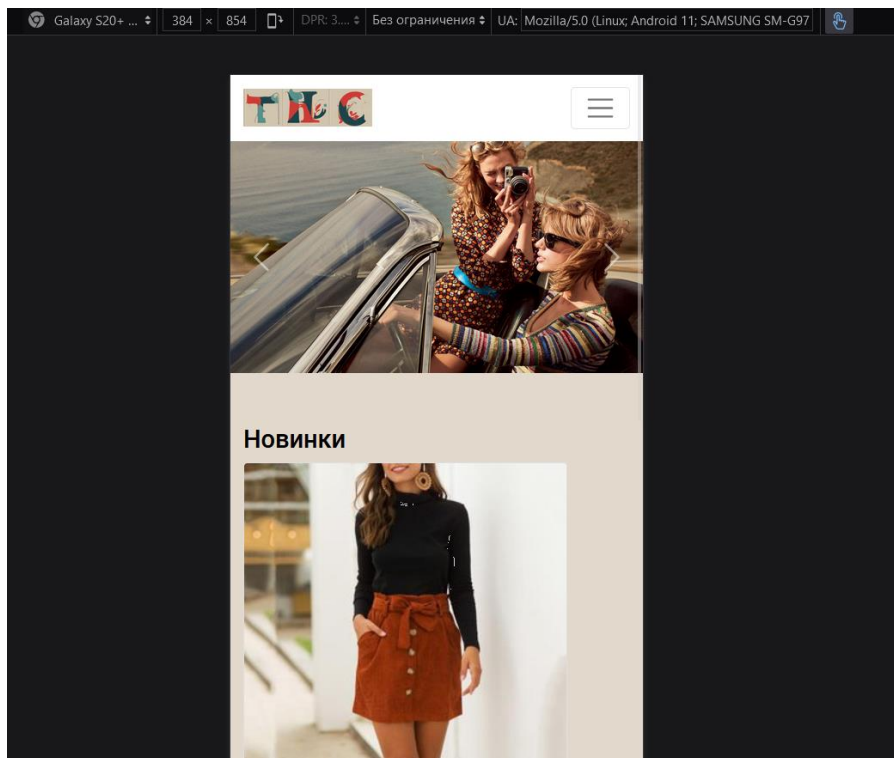 Galaxy S20+ ... 384 × 854 DPR: 3.... Без ограничения UA: Mozilla/5.0 (Linux; Android 11; SAMSUNG SM-G97
THC
Новинки